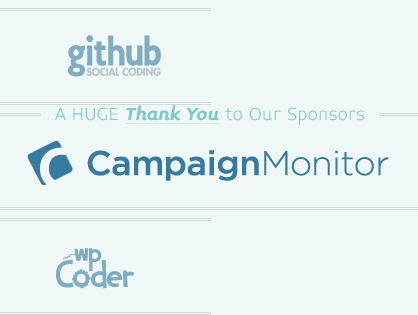 github
SOCIAL CODING
A HUGE Thank You to Our Sponsors
CampaignMonitor
wp
Coder